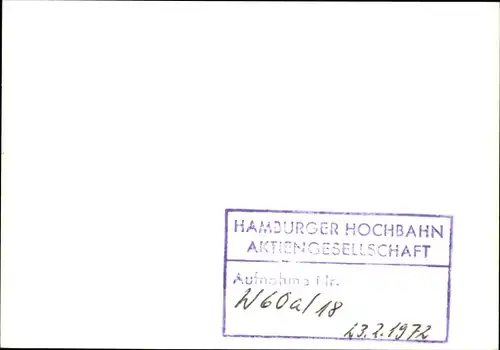 HAMBURGER HOCHBAHN
AKTIENGESELLSCHAFT
Aufnahme Nr.
W60a/18
23.2.1972